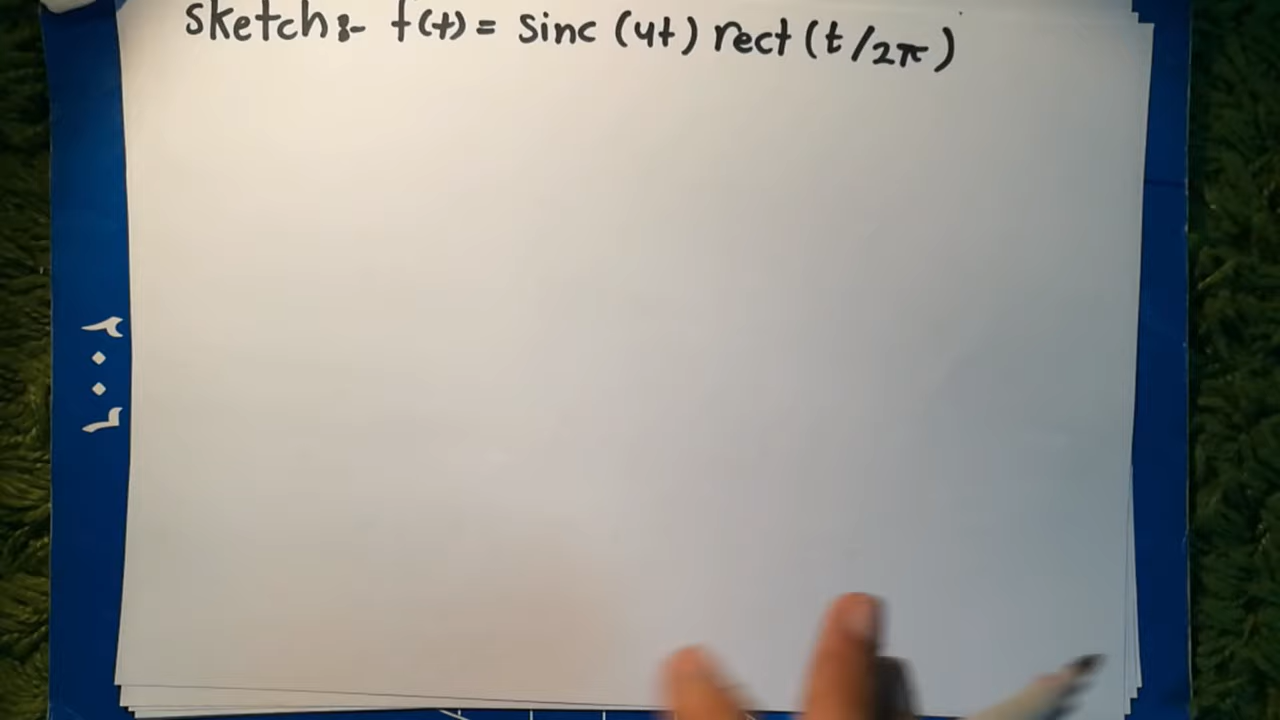 sketch:- f(t) = sinc (4t) rect (t/2π)